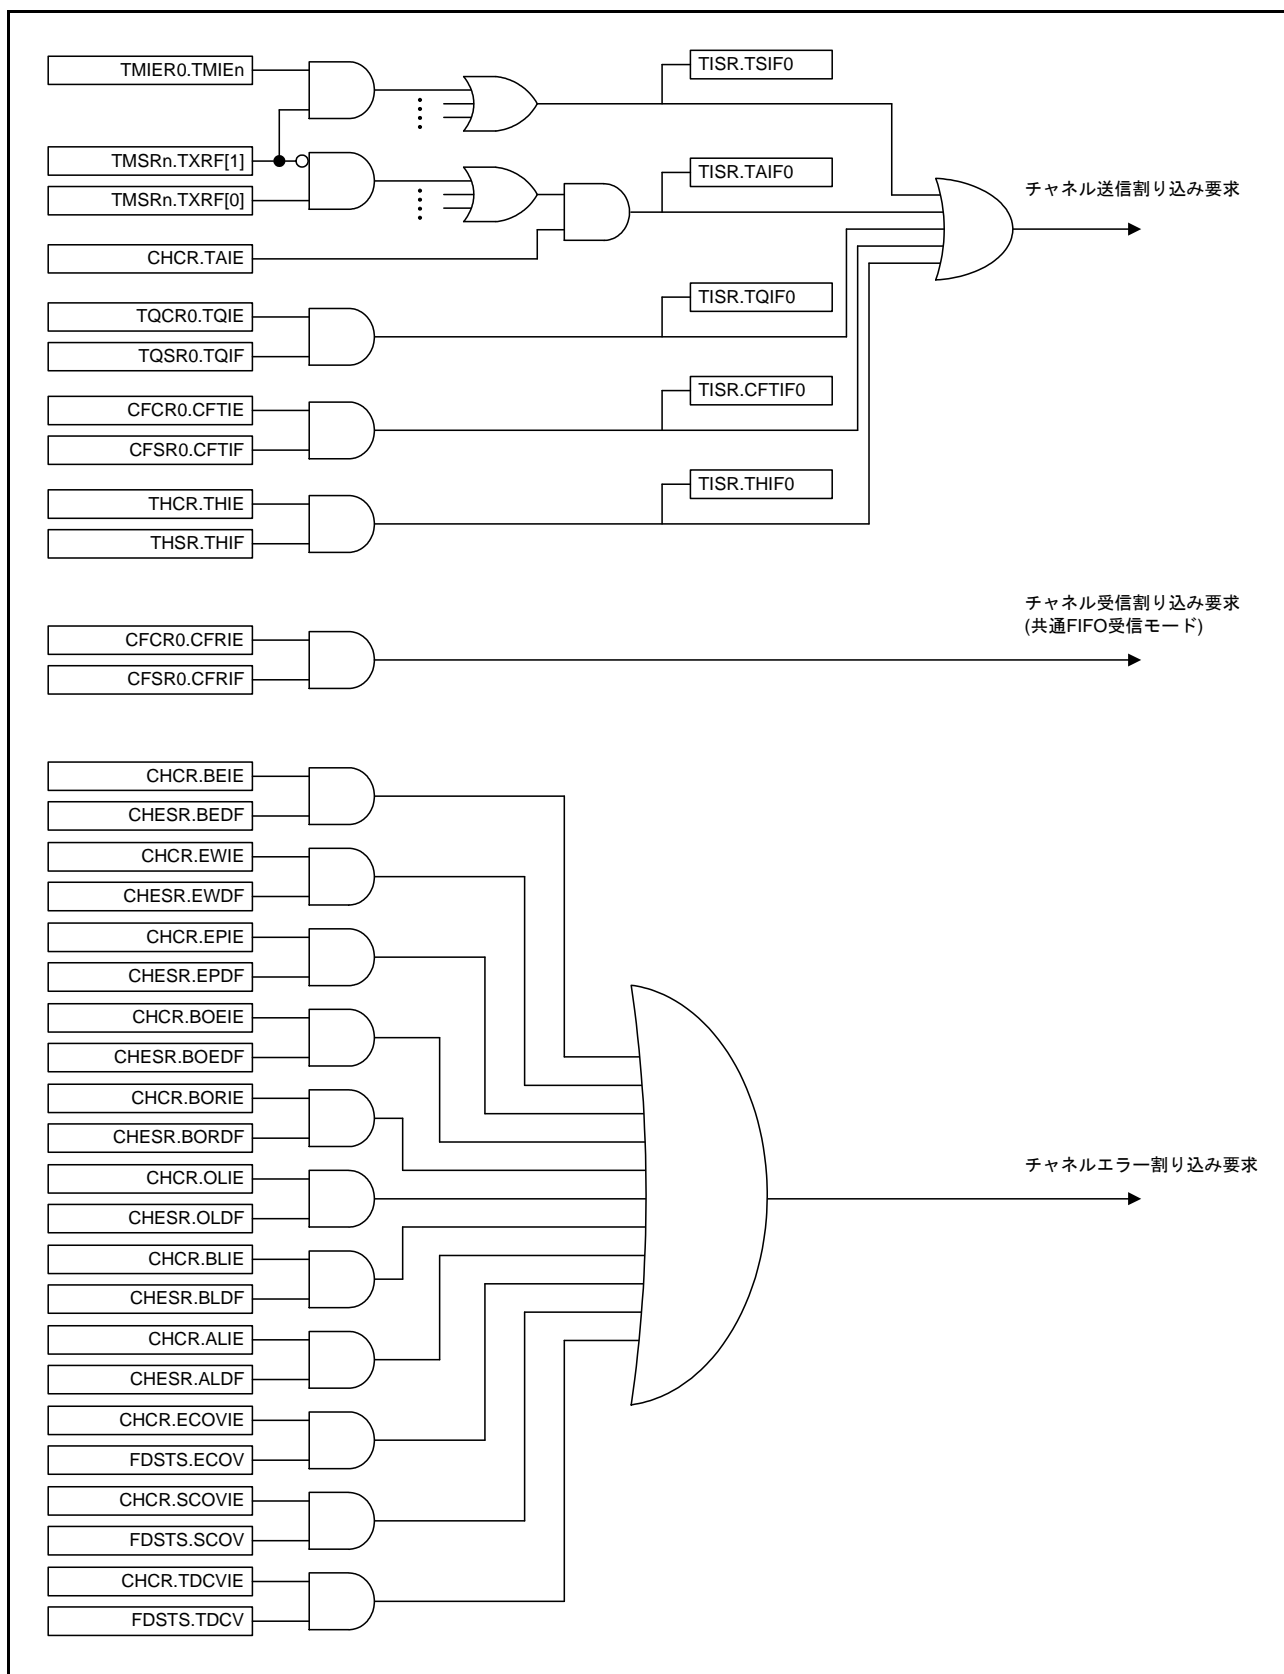 TMIER0.TMIEn
TISR.TSIF0
TMSRn.TXRF[1]
TMSRn.TXRF[0]
TISR.TAIF0
チャネル送信割り込み要求
CHCR.TAIE
TQCR0.TQIE
TISR.TQIF0
TQSR0.TQIF
CFCR0.CFTIE
TISR.CFTIF0
CFSR0.CFTIF
THCR.THIE
TISR.THIF0
THSR.THIF
チャネル受信割り込み要求
(共通FIFO受信モード)
CFCR0.CFRIE
CFSR0.CFRIF
CHCR.BEIE
CHESR.BEDF
CHCR.EWIE
CHESR.EWDF
CHCR.EPIE
CHESR.EPDF
CHCR.BOEIE
CHESR.BOEDF
CHCR.BORIE
CHESR.BORDF
チャネルエラー割り込み要求
CHCR.OLIE
CHESR.OLDF
CHCR.BLIE
CHESR.BLDF
CHCR.ALIE
CHESR.ALDF
CHCR.ECOVIE
FDSTS.ECOV
CHCR.SCOVIE
FDSTS.SCOV
CHCR.TDCVIE
FDSTS.TDCV